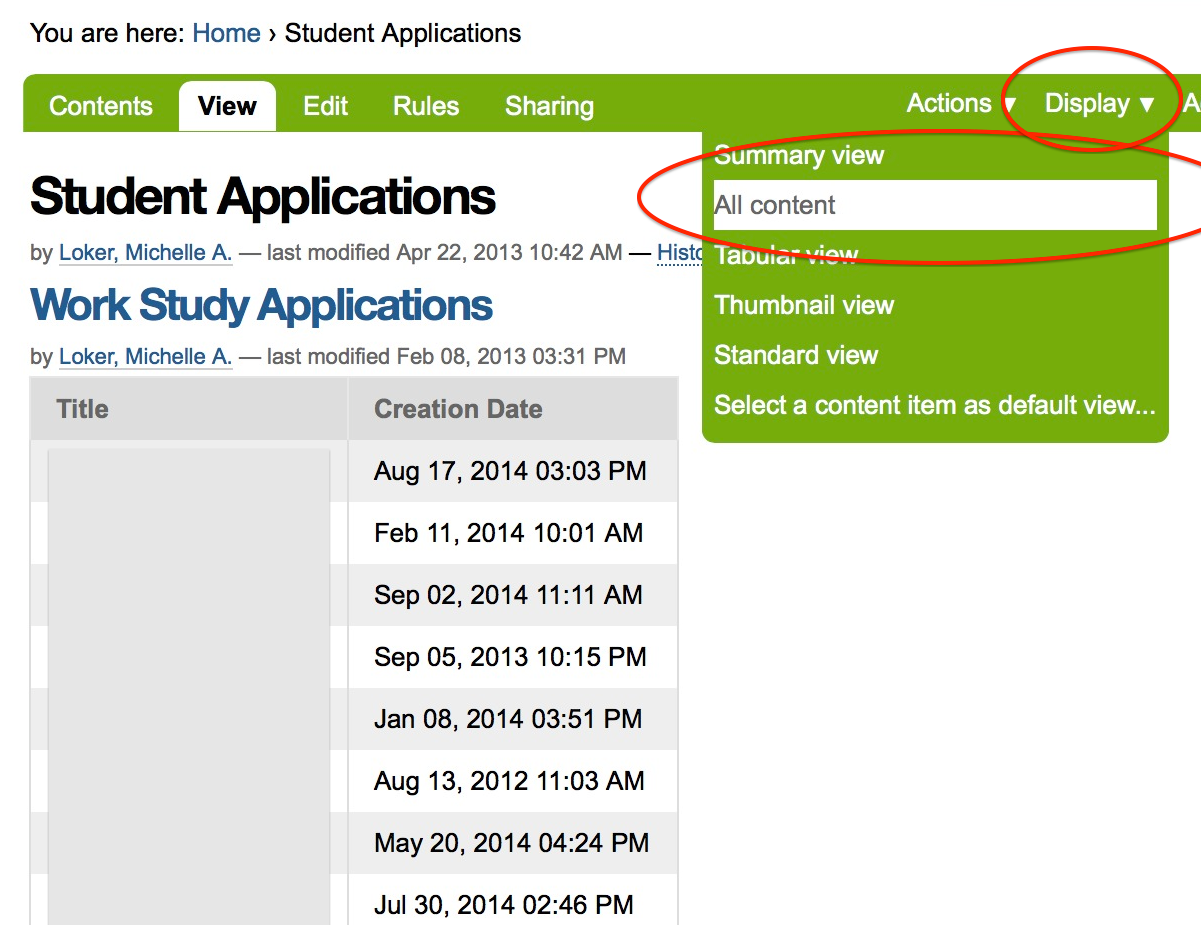 You are here: Home › Student Applications
Contents View Edit Rules Sharing Actions ▼ Display ▼ A
Summary view
All content
Tabular view
Thumbnail view
Standard view
Select a content item as default view...
Student Applications
by Loker, Michelle A. — last modified Apr 22, 2013 10:42 AM — Histo
Work Study Applications
by Loker, Michelle A. — last modified Feb 08, 2013 03:31 PM
Title Creation Date
Aug 17, 2014 03:03 PM
Feb 11, 2014 10:01 AM
Sep 02, 2014 11:11 AM
Sep 05, 2013 10:15 PM
Jan 08, 2014 03:51 PM
Aug 13, 2012 11:03 AM
May 20, 2014 04:24 PM
Jul 30, 2014 02:46 PM